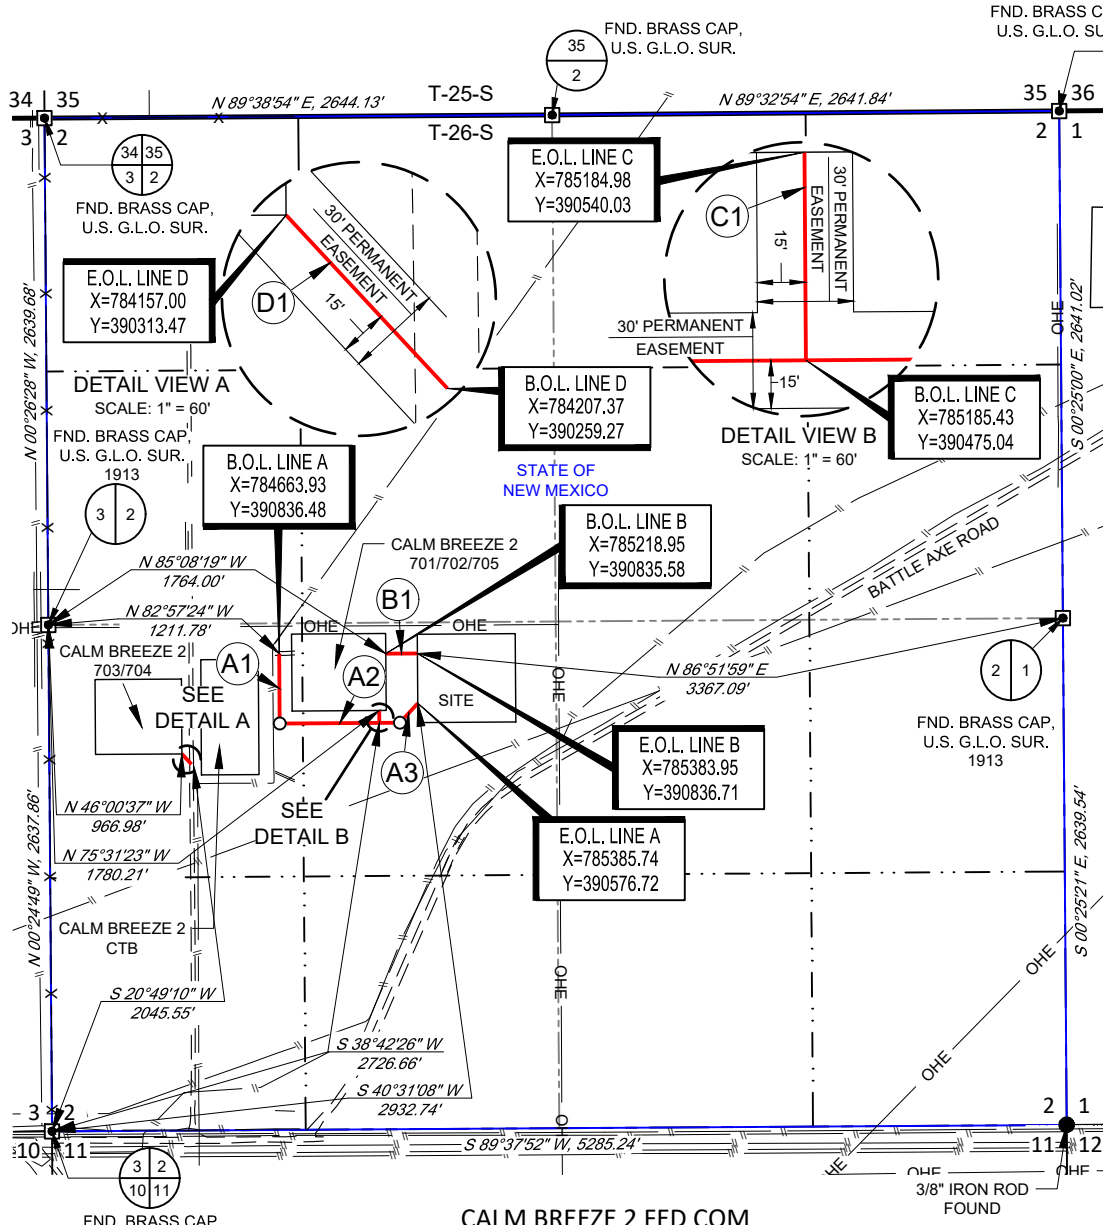 FND. BRASS CAP,
U.S. G.L.O. SUR.
35
2
FND. BRASS C
U.S. G.L.O. SU
34 35
3 2
N 89°38'54" E, 2644.13'
T-25-S
T-26-S
N 89°32'54" E, 2641.84'
35 36
2 1
34 35
3 2
FND. BRASS CAP,
U.S. G.L.O. SUR.
E.O.L. LINE C
X=785184.98
Y=390540.03
30' PERMANENT
EASEMENT
15'
D1
E.O.L. LINE D
X=784157.00
Y=390313.47
C1
30' PERMANENT
EASEMENT
15'
30' PERMANENT
EASEMENT
15'
OHE
N 00°26'28" W, 2639.68'
S 00°25'00" E, 2641.02'
DETAIL VIEW A
SCALE: 1" = 60'
B.O.L. LINE D
X=784207.37
Y=390259.27
B.O.L. LINE C
X=785185.43
Y=390475.04
DETAIL VIEW B
SCALE: 1" = 60'
FND. BRASS CAP,
U.S. G.L.O. SUR.
1913
3 2
B.O.L. LINE A
X=784663.93
Y=390836.48
STATE OF
NEW MEXICO
B.O.L. LINE B
X=785218.95
Y=390835.58
CALM BREEZE 2
701/702/705
BATTLE AXE ROAD
N 85°08'19" W
1764.00'
N 82°57'24" W
1211.78'
B1
OHE
OHE
OHE
CALM BREEZE 2
703/704
A1
A2
SEE
DETAIL A
SITE
OHE
N 86°51'59" E
3367.09'
2 1
FND. BRASS CAP,
U.S. G.L.O. SUR.
1913
A3
E.O.L. LINE B
X=785383.95
Y=390836.71
N 46°00'37" W
966.98'
SEE
DETAIL B
N 75°31'23" W
1780.21'
E.O.L. LINE A
X=785385.74
Y=390576.72
N 00°24'49" W, 2637.86'
S 00°25'21" E, 2639.54'
CALM BREEZE 2
CTB
OHE
OHE
S 20°49'10" W
2045.55'
S 38°42'26" W
2726.66'
S 40°31'08" W
2932.74'
OHE
OHE
3 2
10 11
S 89°37'52" W, 5285.24'
2 1
11 12
3 2
10 11
HE
OHE
OHE
3/8" IRON ROD
FOUND
FND. BRASS CAP
CALM BREEZE 2 FED COM